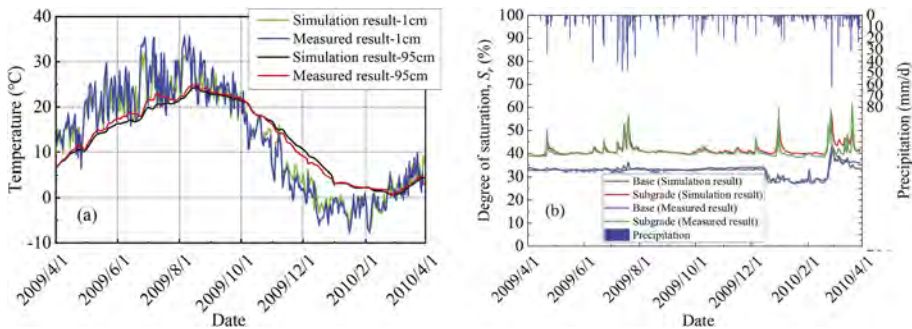 40
30
20
10
0
-10
Temperature (℃)
Simulation result-1cm
Measured result-1cm
Simulation result-95cm
Measured result-95cm
(a)
2009/4/1
2009/6/1
2009/8/1
2009/10/1
2009/12/1
2010/2/1
2010/4/1
Date
100
90
80
70
60
50
40
30
20
10
0
Degree of saturation, Sr (%)
Base (Simulation result)
Subgrade (Simulation result)
Base (Measured result)
Subgrade (Measured result)
Precipitation
(b)
0
10
20
30
40
50
60
70
80
Precipitation (mm/d)
2009/4/1
2009/6/1
2009/8/1
2009/10/1
2009/12/1
2010/2/1
2010/4/1
Date